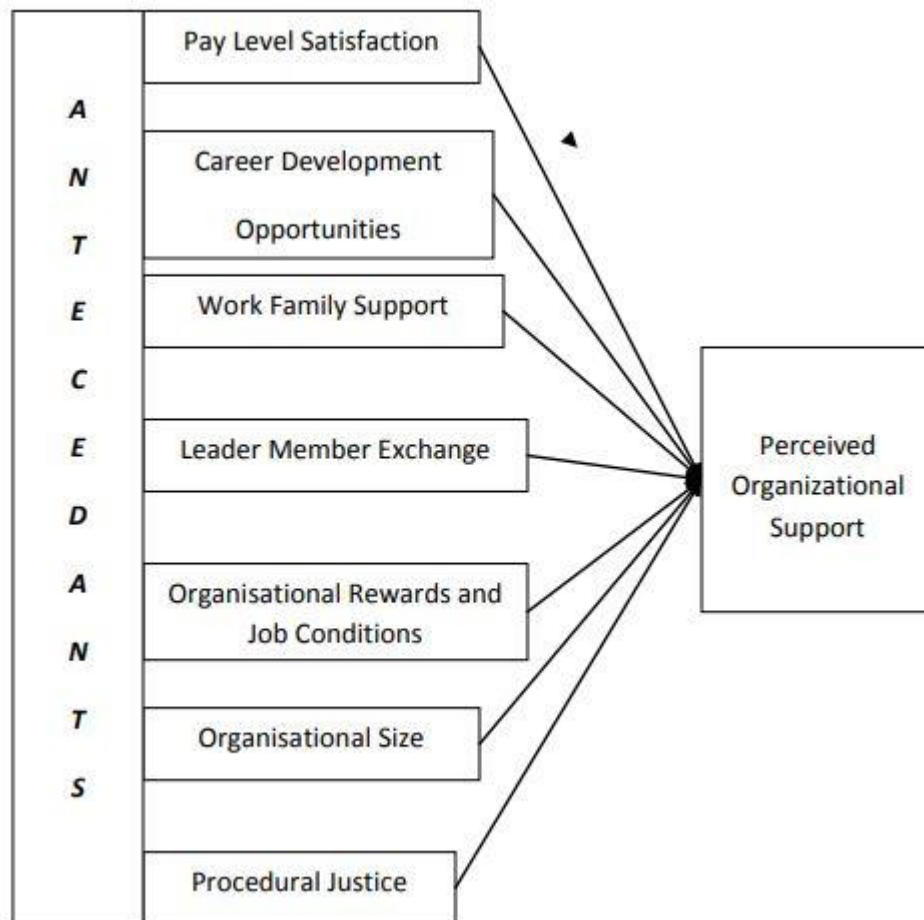 ANTECEDANTS
Pay Level Satisfaction
Career Development
Opportunities
Work Family Support
Leader Member Exchange
Organisational Rewards and
Job Conditions
Organisational Size
Procedural Justice
Perceived
Organizational
Support